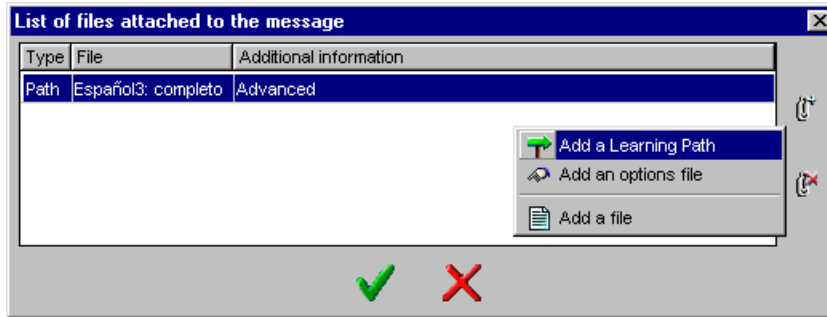 List of files attached to the message
Type File Additional information
Path Español3: completo Advanced
Add a Learning Path
Add an options file
Add a file